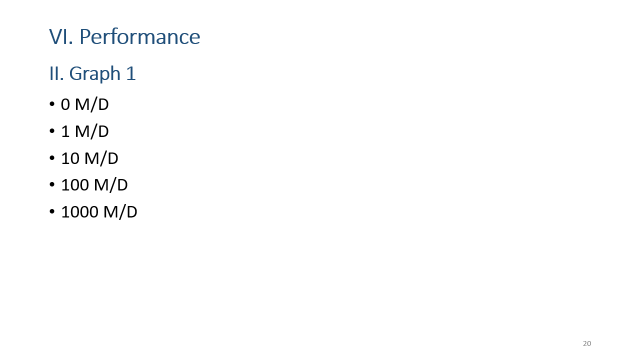 VI. Performance
II. Graph 1
• 0 M/D
• 1 M/D
• 10 M/D
• 100 M/D
• 1000 M/D
20